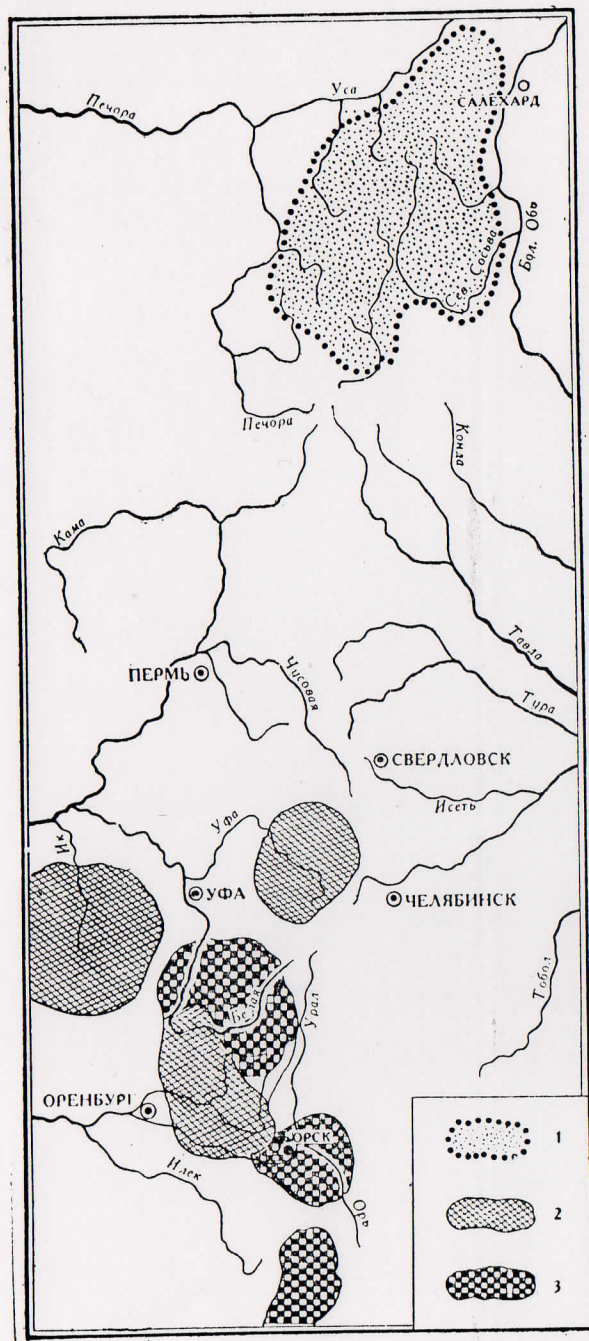 Печора
Уса
САЛЕХАРД
Бол. Обь
Сев. Сосьва
Печора
Конда
Кама
ПЕРМЬ
Чусовая
Тавда
Тура
СВЕРДЛОВСК
Исеть
Уфа
Ик
УФА
ЧЕЛЯБИНСК
Тобол
Белая
Урал
ОРЕНБУРГ
ОРСК
Илек
Орь
1
2
3